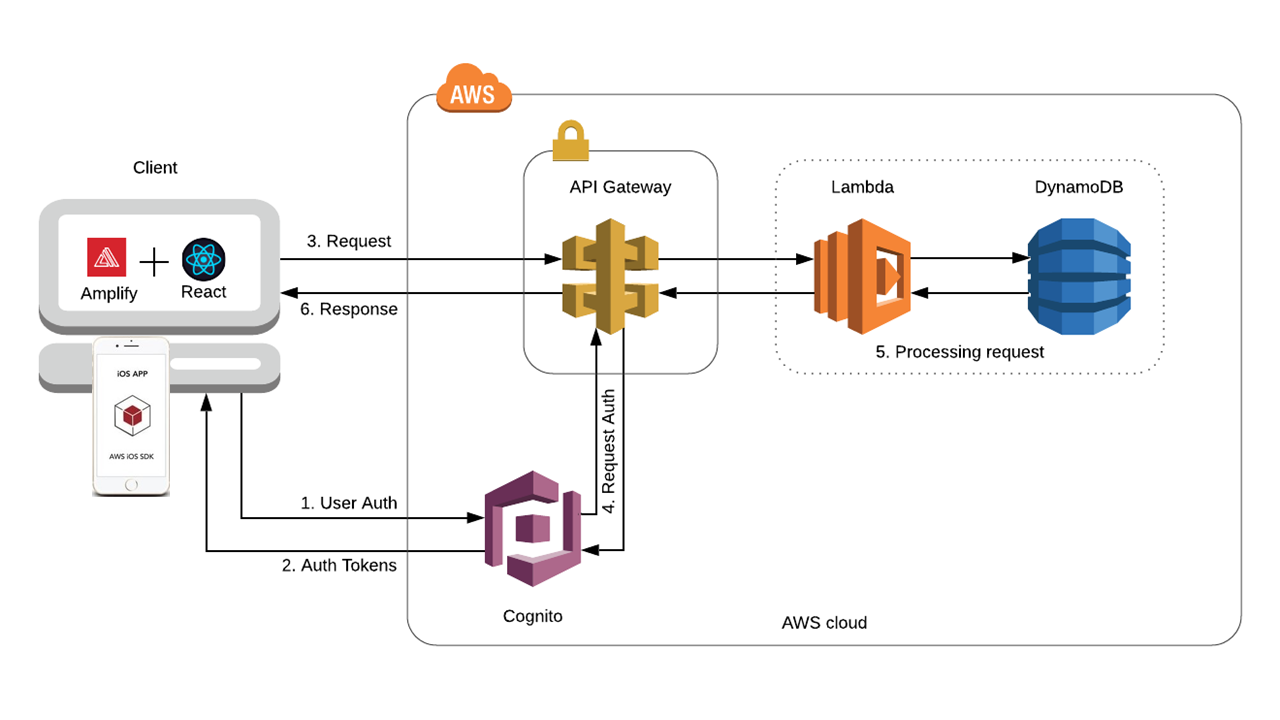 AWS
Client
API Gateway
Lambda
DynamoDB
3. Request
Amplify
React
6. Response
5. Processing request
iOS APP
AWS iOS SDK
4. Request Auth
1. User Auth
2. Auth Tokens
Cognito
AWS cloud